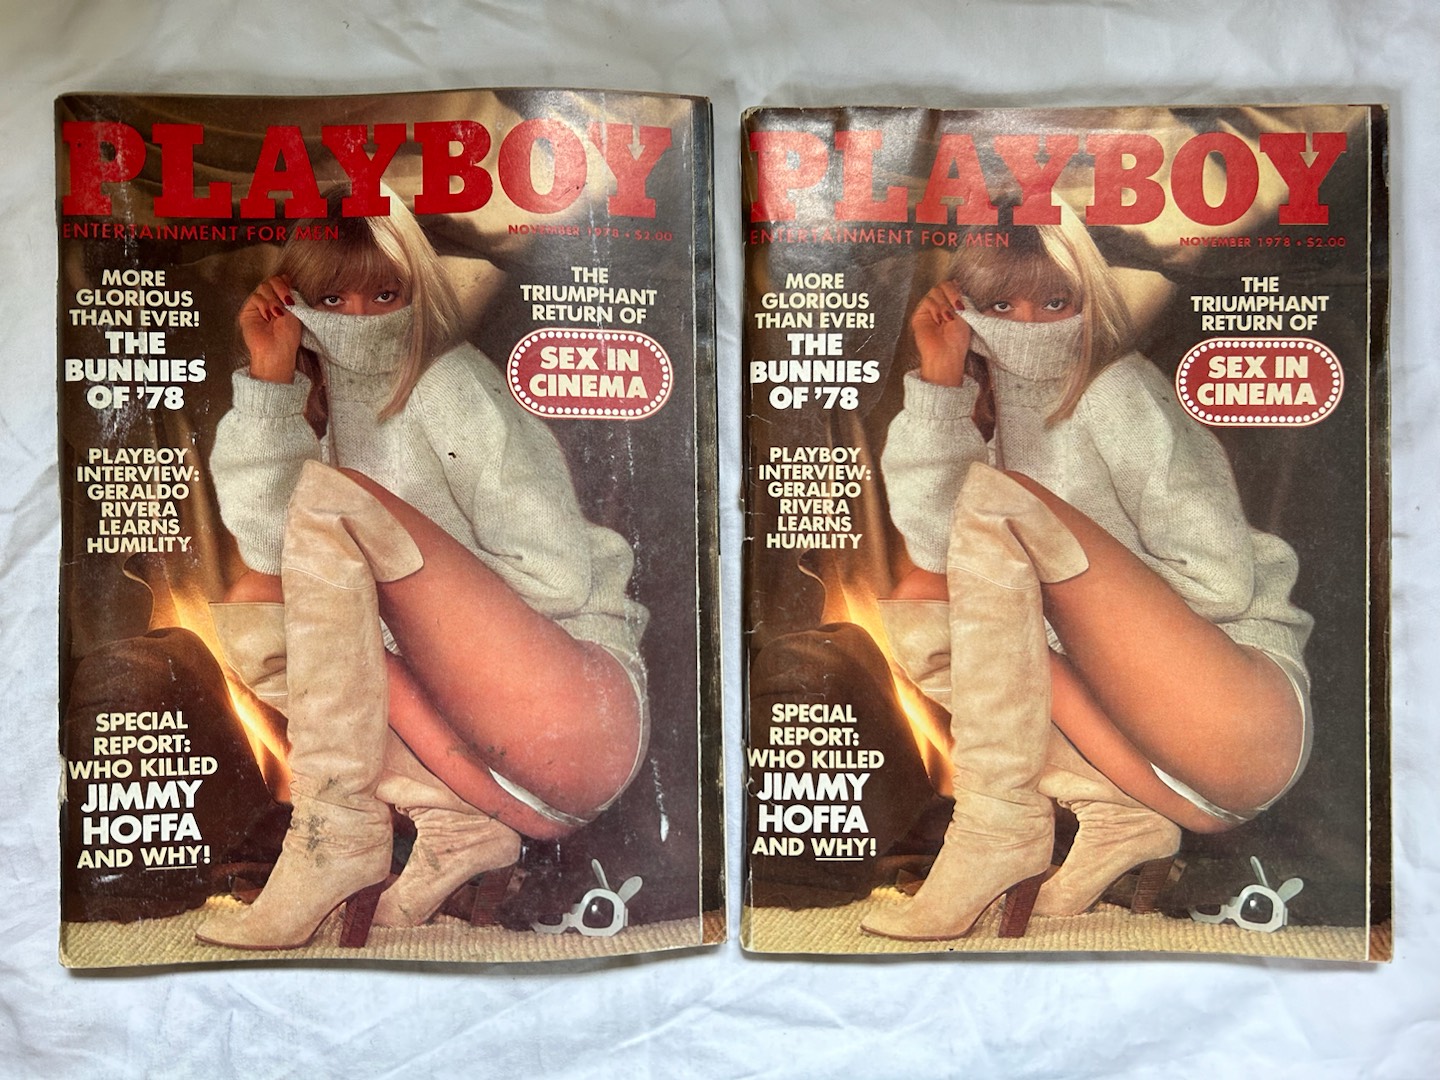 PLAYBOY
ENTERTAINMENT FOR MEN
NOVEMBER 1978 • $2.00
MORE
GLORIOUS
THAN EVER!
THE
BUNNIES
OF '78
THE
TRIUMPHANT
RETURN OF
SEX IN
CINEMA
PLAYBOY
INTERVIEW:
GERALDO
RIVERA
LEARNS
HUMILITY
SPECIAL
REPORT:
WHO KILLED
JIMMY
HOFFA
AND WHY!
PLAYBOY
ENTERTAINMENT FOR MEN
NOVEMBER 1978 • $2.00
MORE
GLORIOUS
THAN EVER!
THE
BUNNIES
OF '78
THE
TRIUMPHANT
RETURN OF
SEX IN
CINEMA
PLAYBOY
INTERVIEW:
GERALDO
RIVERA
LEARNS
HUMILITY
SPECIAL
REPORT:
WHO KILLED
JIMMY
HOFFA
AND WHY!